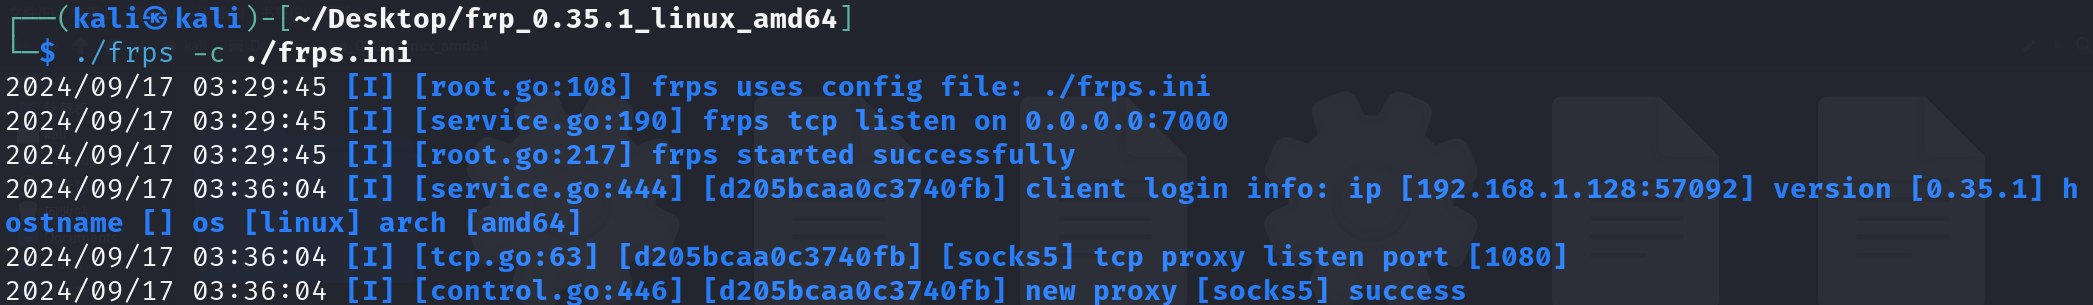 ┌──(kali㉿kali)-[~/Desktop/frp_0.35.1_linux_amd64]
└─$ ./frps -c ./frps.ini
2024/09/17 03:29:45 [I] [root.go:108] frps uses config file: ./frps.ini
2024/09/17 03:29:45 [I] [service.go:190] frps tcp listen on 0.0.0.0:7000
2024/09/17 03:29:45 [I] [root.go:217] frps started successfully
2024/09/17 03:36:04 [I] [service.go:444] [d205bcaa0c3740fb] client login info: ip [192.168.1.128:57092] version [0.35.1] h
ostname [] os [linux] arch [amd64]
2024/09/17 03:36:04 [I] [tcp.go:63] [d205bcaa0c3740fb] [socks5] tcp proxy listen port [1080]
2024/09/17 03:36:04 [I] [control.go:446] [d205bcaa0c3740fb] new proxy [socks5] success